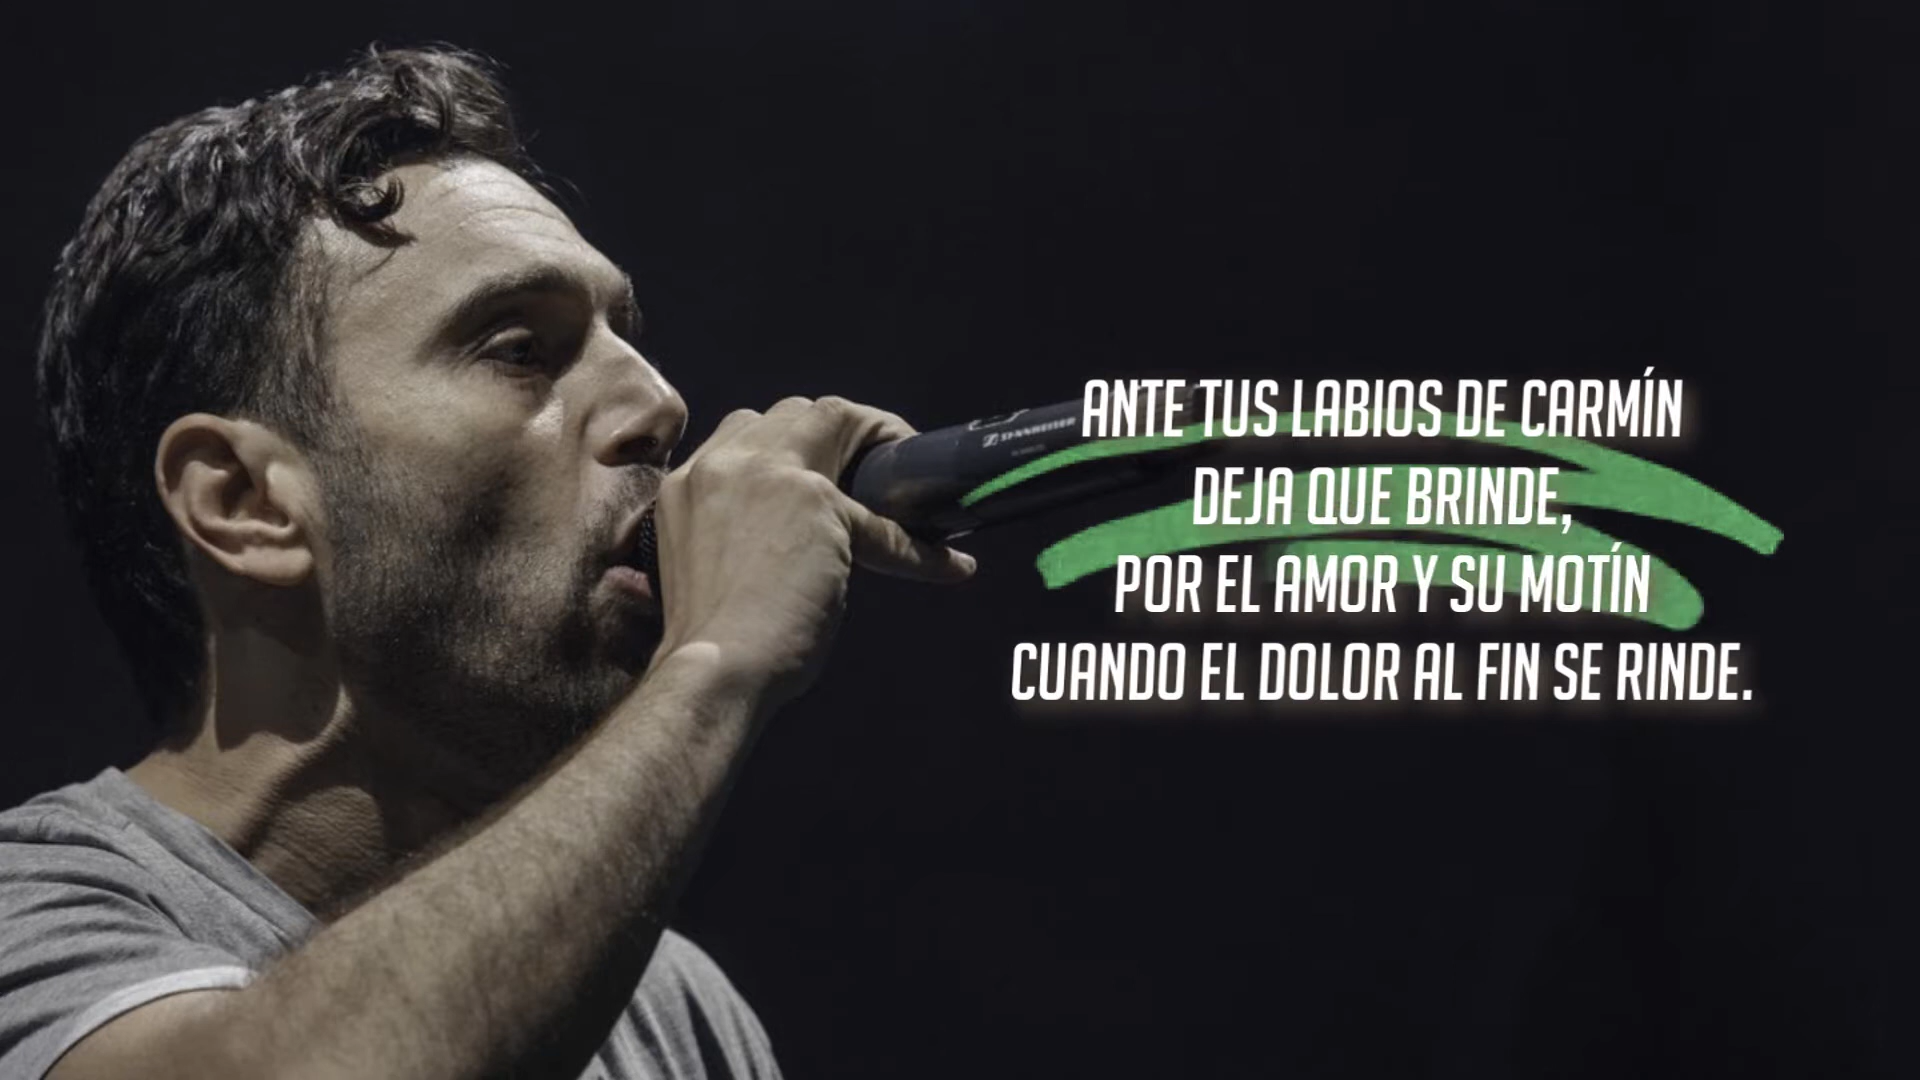 ANTE TUS LABIOS DE CARMÍN
DEJA QUE BRINDE,
POR EL AMOR Y SU MOTÍN
CUANDO EL DOLOR AL FIN SE RINDE.
SENNHEISER